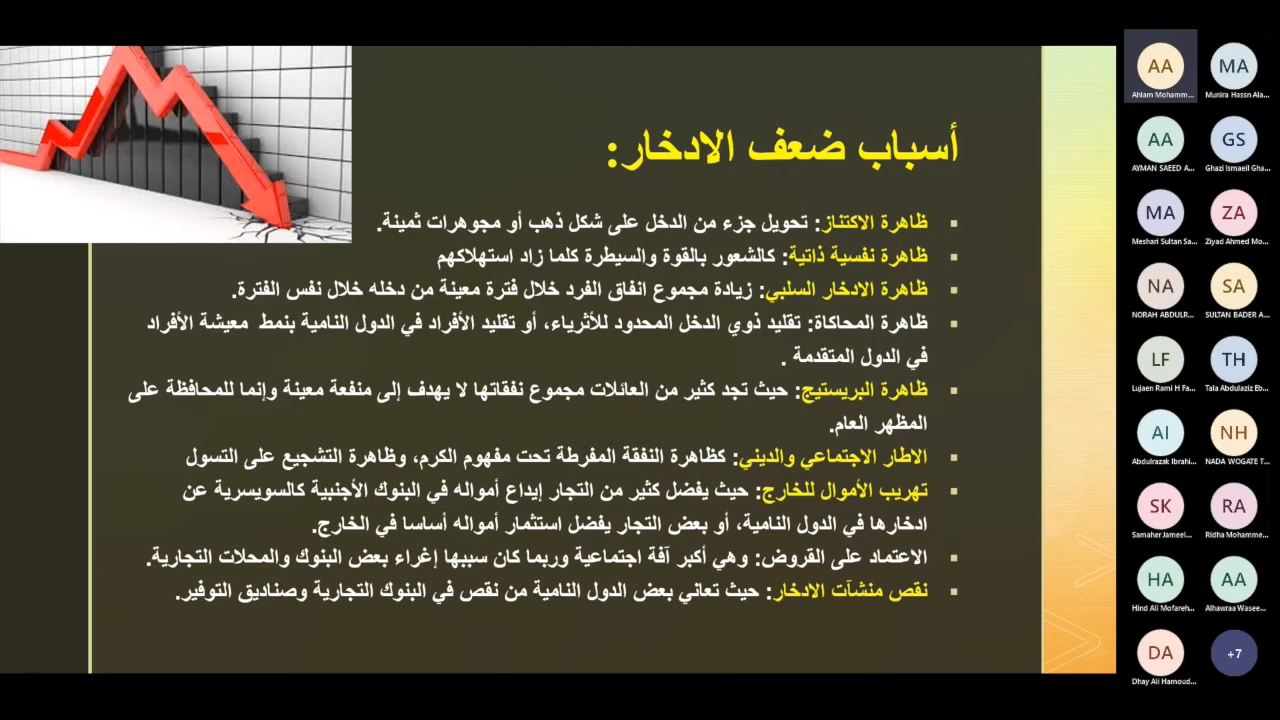 أسباب ضعف الادخار:
▪ ظاهرة الاكتناز: تحويل جزء من الدخل على شكل ذهب أو مجوهرات ثمينة.
▪ ظاهرة نفسية ذاتية: كالشعور بالقوة والسيطرة كلما زاد استهلاكهم
▪ ظاهرة الادخار السلبي: زيادة مجموع انفاق الفرد خلال فترة معينة من دخله خلال نفس الفترة.
▪ ظاهرة المحاكاة: تقليد ذوي الدخل المحدود للأثرياء، أو تقليد الأفراد في الدول النامية بنمط معيشة الأفراد
في الدول المتقدمة .
▪ ظاهرة البريستيج: حيث تجد كثير من العائلات مجموع نفقاتها لا يهدف إلى منفعة معينة وإنما للمحافظة على
المظهر العام.
▪ الاطار الاجتماعي والديني: كظاهرة النفقة المفرطة تحت مفهوم الكرم، وظاهرة التشجيع على التسول
▪ تهريب الأموال للخارج: حيث يفضل كثير من التجار إيداع أمواله في البنوك الأجنبية كالسويسرية عن
ادخارها في الدول النامية، أو بعض التجار يفضل استثمار أمواله أساسا في الخارج.
▪ الاعتماد على القروض: وهي أكبر آفة اجتماعية وربما كان سببها إغراء بعض البنوك والمحلات التجارية.
▪ نقص منشآت الادخار: حيث تعاني بعض الدول النامية من نقص في البنوك التجارية وصناديق التوفير.
AA MA
Ahlam Mohamm... Munira Hassn Ala...
AA GS
AYMAN SAEED A... Ghazi Ismaeil Gha...
MA ZA
Meshari Sultan Sa... Ziyad Ahmed Mo...
NA SA
NORAH ABDULR... SULTAN BADER A...
LF TH
Lujaen Rami H Fa... Tala Abdulaziz Eb...
AI NH
Abdulrazak Ibrahi... NADA WOGATE T...
SK RA
Samaher Jameel... Ridha Mohamme...
HA AA
Hind Ali Mofareh... Alhawraa Wasee...
DA +7
Dhay Ali Hamoud...